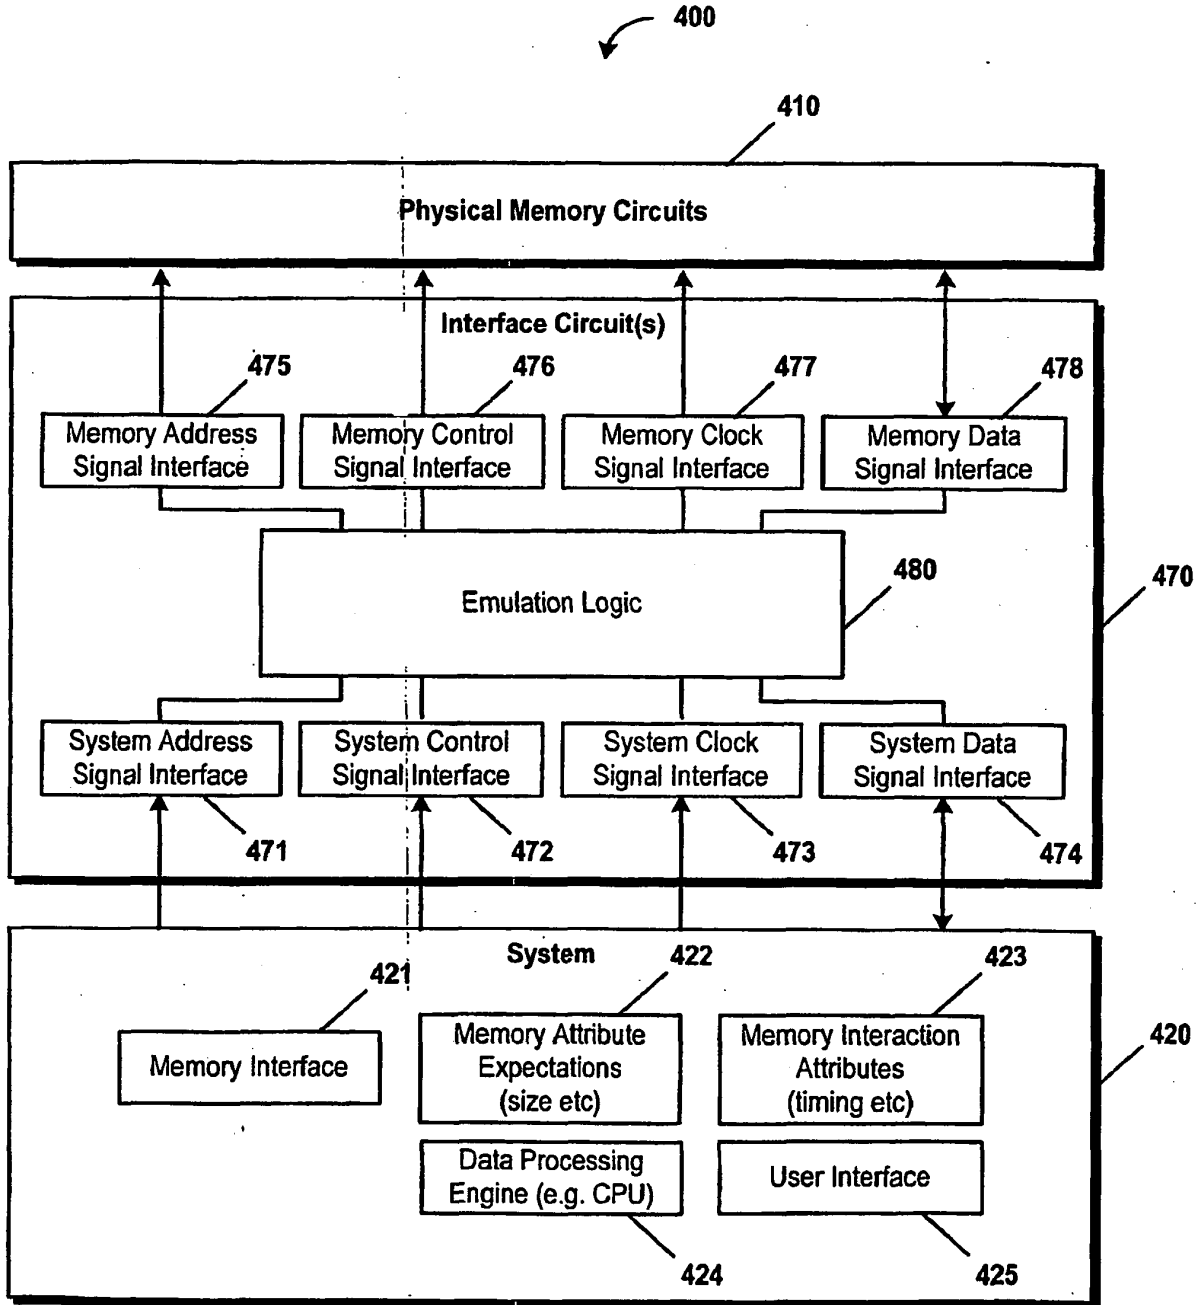 400
410
Physical Memory Circuits
Interface Circuit(s)
475
476
477
478
Memory Address
Signal Interface
Memory Control
Signal Interface
Memory Clock
Signal Interface
Memory Data
Signal Interface
480
Emulation Logic
470
System Address
Signal Interface
System Control
Signal Interface
System Clock
Signal Interface
System Data
Signal Interface
471
472
473
474
System
421
422
423
Memory Interface
Memory Attribute
Expectations
(size etc)
Memory Interaction
Attributes
(timing etc)
420
Data Processing
Engine (e.g. CPU)
User Interface
424
425